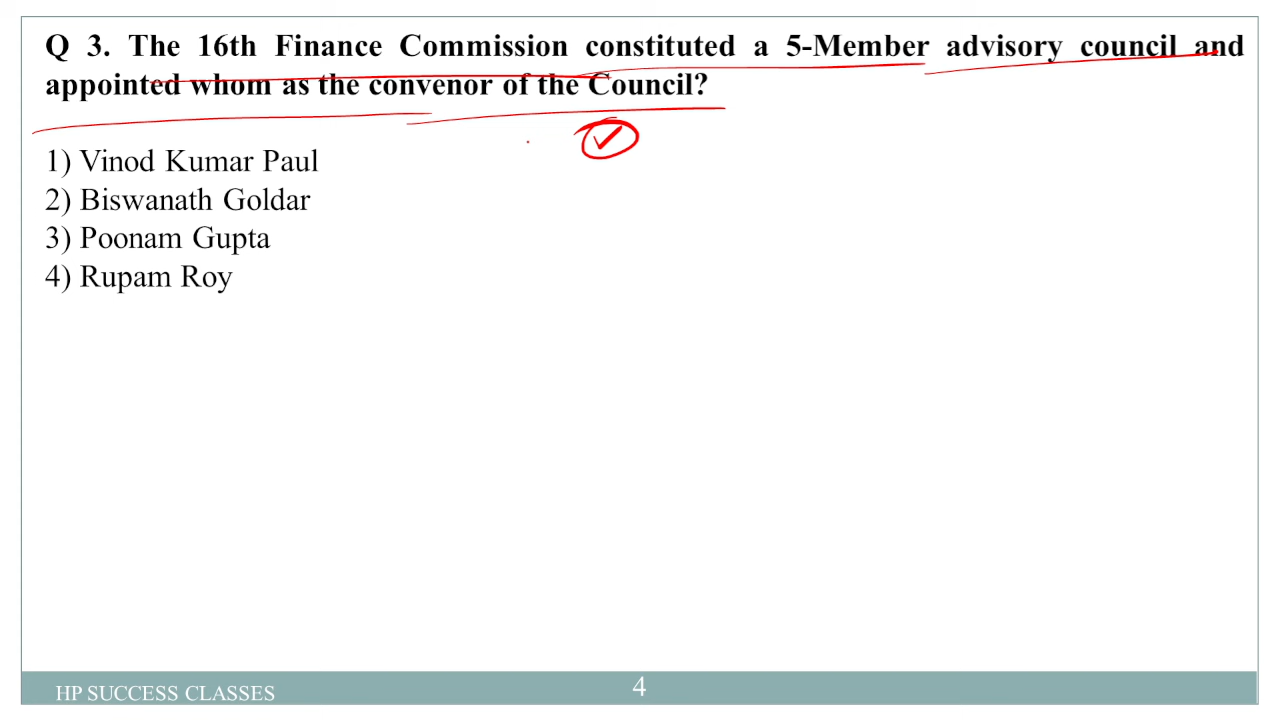 Q 3. The 16th Finance Commission constituted a 5-Member advisory council and
appointed whom as the convenor of the Council?
1) Vinod Kumar Paul
2) Biswanath Goldar
3) Poonam Gupta
4) Rupam Roy
HP SUCCESS CLASSES
4